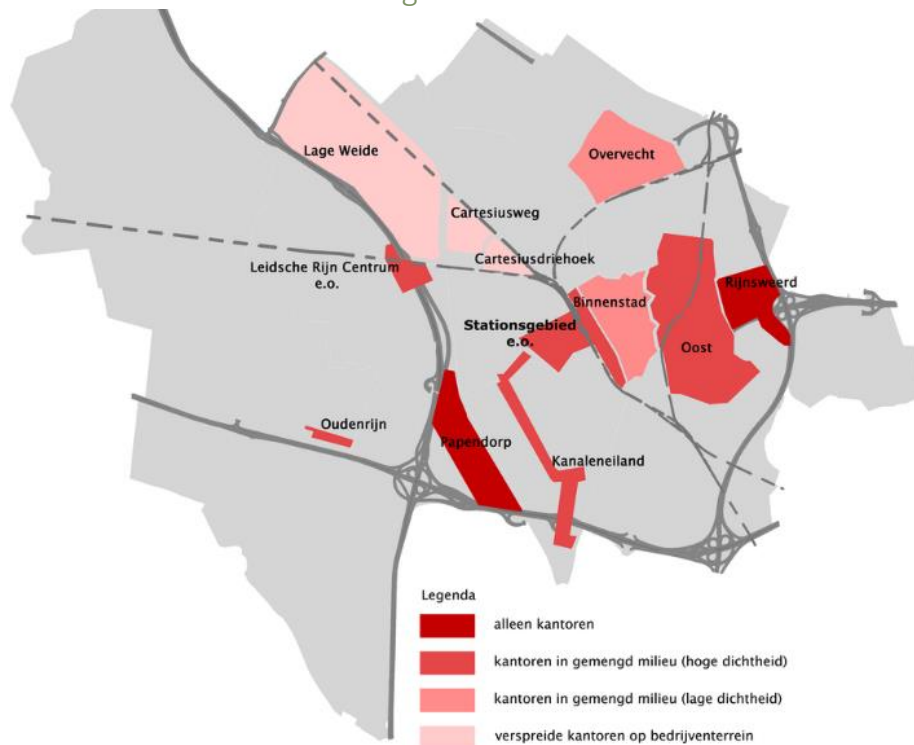 Lage Weide
Overvecht
Cartesiusweg
Cartesiusdriehoek
Leidsche Rijn Centrum
e.o.
Binnenstad
Rijnsweerd
Stationsgebied
e.o.
Oost
Oudenrijn
Papendorp
Kanaleneiland
Legenda
alleen kantoren
kantoren in gemengd milieu (hoge dichtheid)
kantoren in gemengd milieu (lage dichtheid)
verspreide kantoren op bedrijventerrein